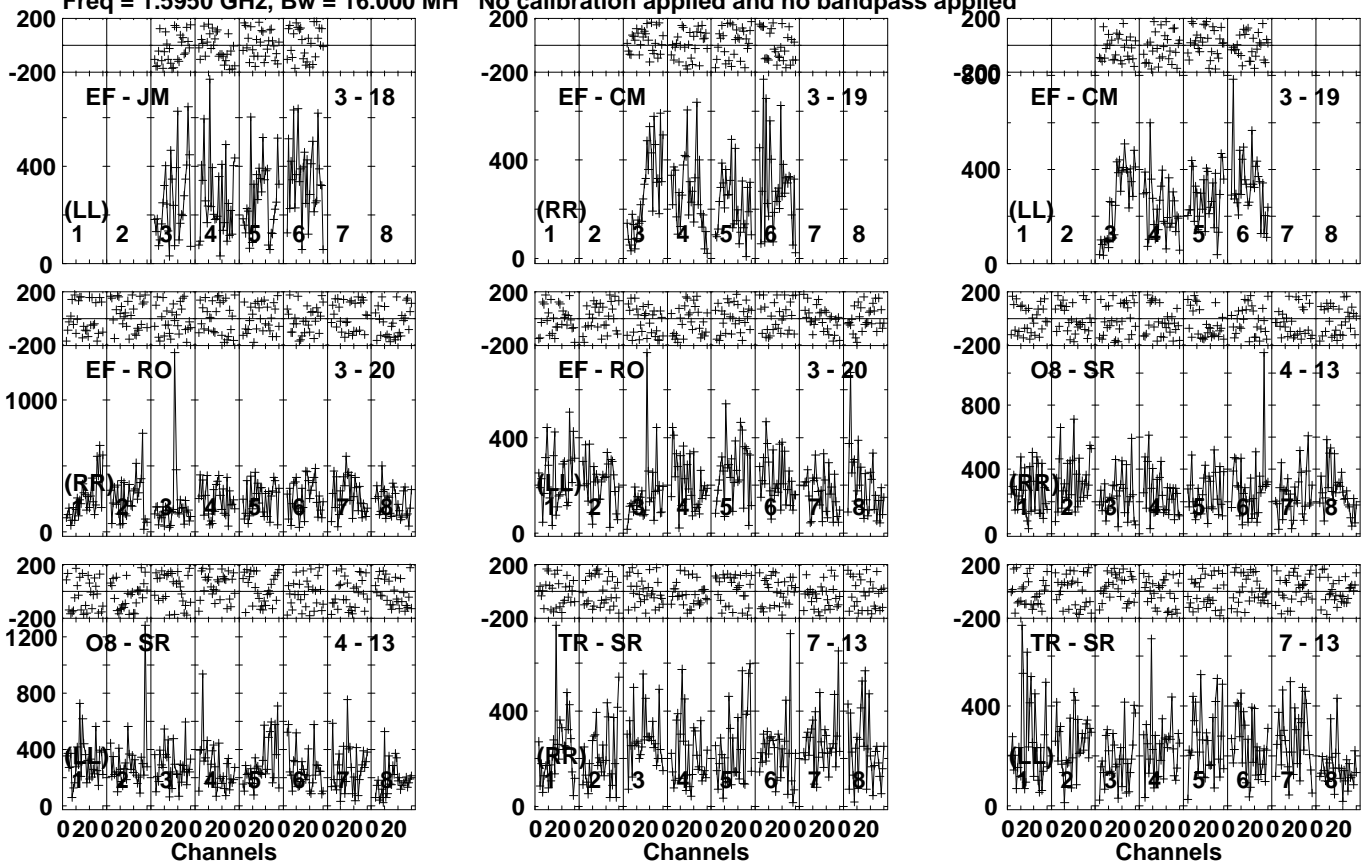 Freq = 1.5950 GHz, Bw = 16.000 MH No calibration applied and no bandpass applied
200 200 200
-200 -200 -200
800
EF - JM 3 - 18 EF - CM 3 - 19 EF - CM 3 - 19
400 400 400
(LL) (RR) (LL)
1 2 3 4 5 6 7 8 1 2 3 4 5 6 7 8 1 2 3 4 5 6 7 8
0 0 0
200 200 200
-200 -200 -200
EF - RO 3 - 20 EF - RO 3 - 20 O8 - SR 4 - 13
1000 400 800
400
(RR) (LL) (RR)
1 2 3 4 5 6 7 8 1 2 3 4 5 6 7 8 1 2 3 4 5 6 7 8
0 0 0
200 200 200
-200 -200 -200
1200
O8 - SR 4 - 13 TR - SR 7 - 13 TR - SR 7 - 13
800 400 400
400
(LL) (RR) (LL)
1 2 3 4 5 6 7 8 1 2 3 4 5 6 7 8 1 2 3 4 5 6 7 8
0 0 0
0 20 0 20 0 20 0 20 0 20 0 20 0 20 0 20 0 20 0 20 0 20 0 20 0 20 0 20 0 20 0 20 0 20 0 20 0 20 0 20 0 20 0 20 0 20 0 20
Channels Channels Channels